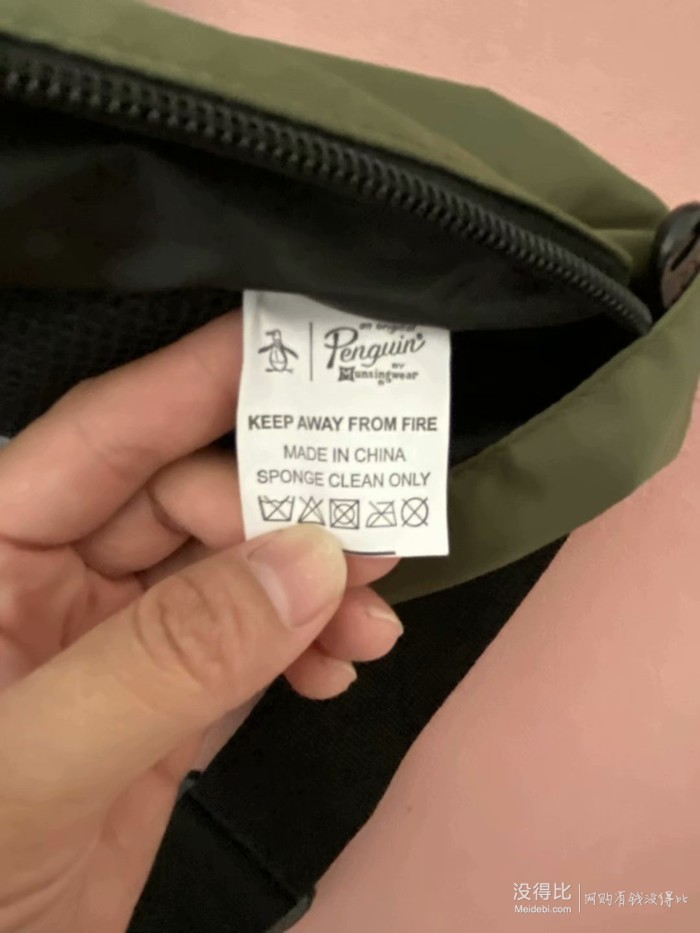 an original
Penguin®
BY
Munsingwear
KEEP AWAY FROM FIRE
MADE IN CHINA
SPONGE CLEAN ONLY
没得比 网购有钱没得比
Meidebi.com